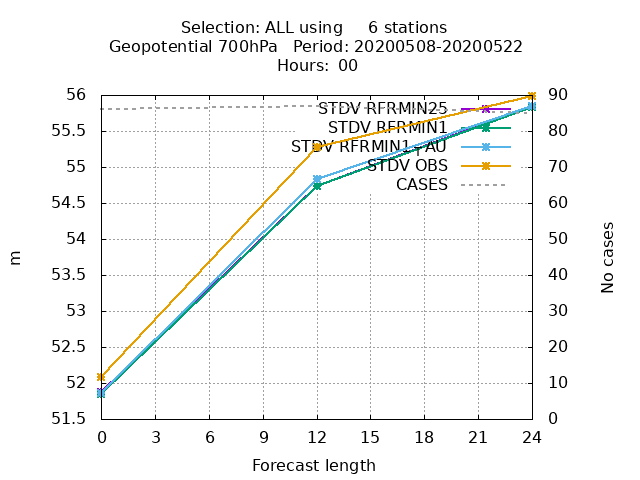 Selection: ALL using     6 stations
Geopotential 700hPa   Period: 20200508-20200522
Hours:  00
56
55.5
55
54.5
54
53.5
53
52.5
52
51.5
90
80
70
60
50
40
30
20
10
0
STDV RFRMIN25
STDV RFRMIN1
STDV RFRMIN1+AU
STDV OBS
CASES
m
No cases
0 3 6 9 12 15 18 21 24
Forecast length